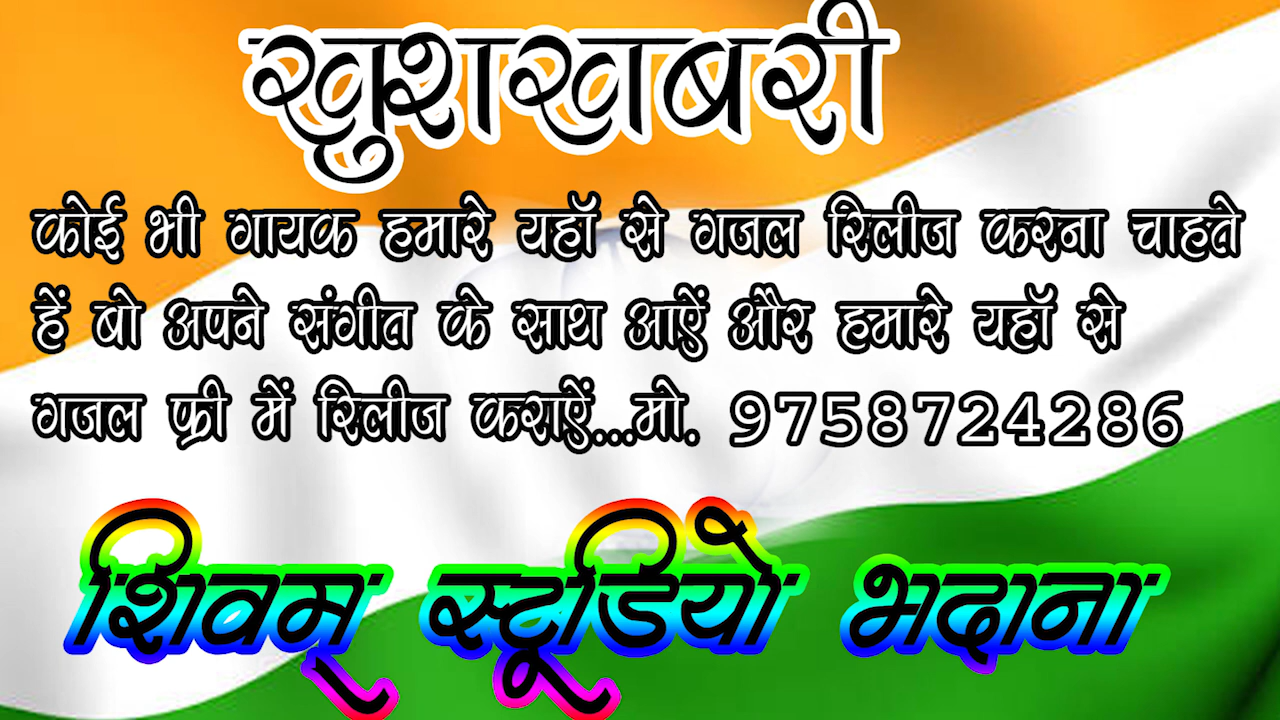 खुशखबरी
कोई भी गायक हमारे यहॉ से गजल रिलीज करना चाहते
हें बो अपने संगीत के साथ आऐं और हमारे यहॉ से
गजल फ्री में रिलीज कराऐं...मो. 9758724286
शिवम् स्टूडियो भदाना